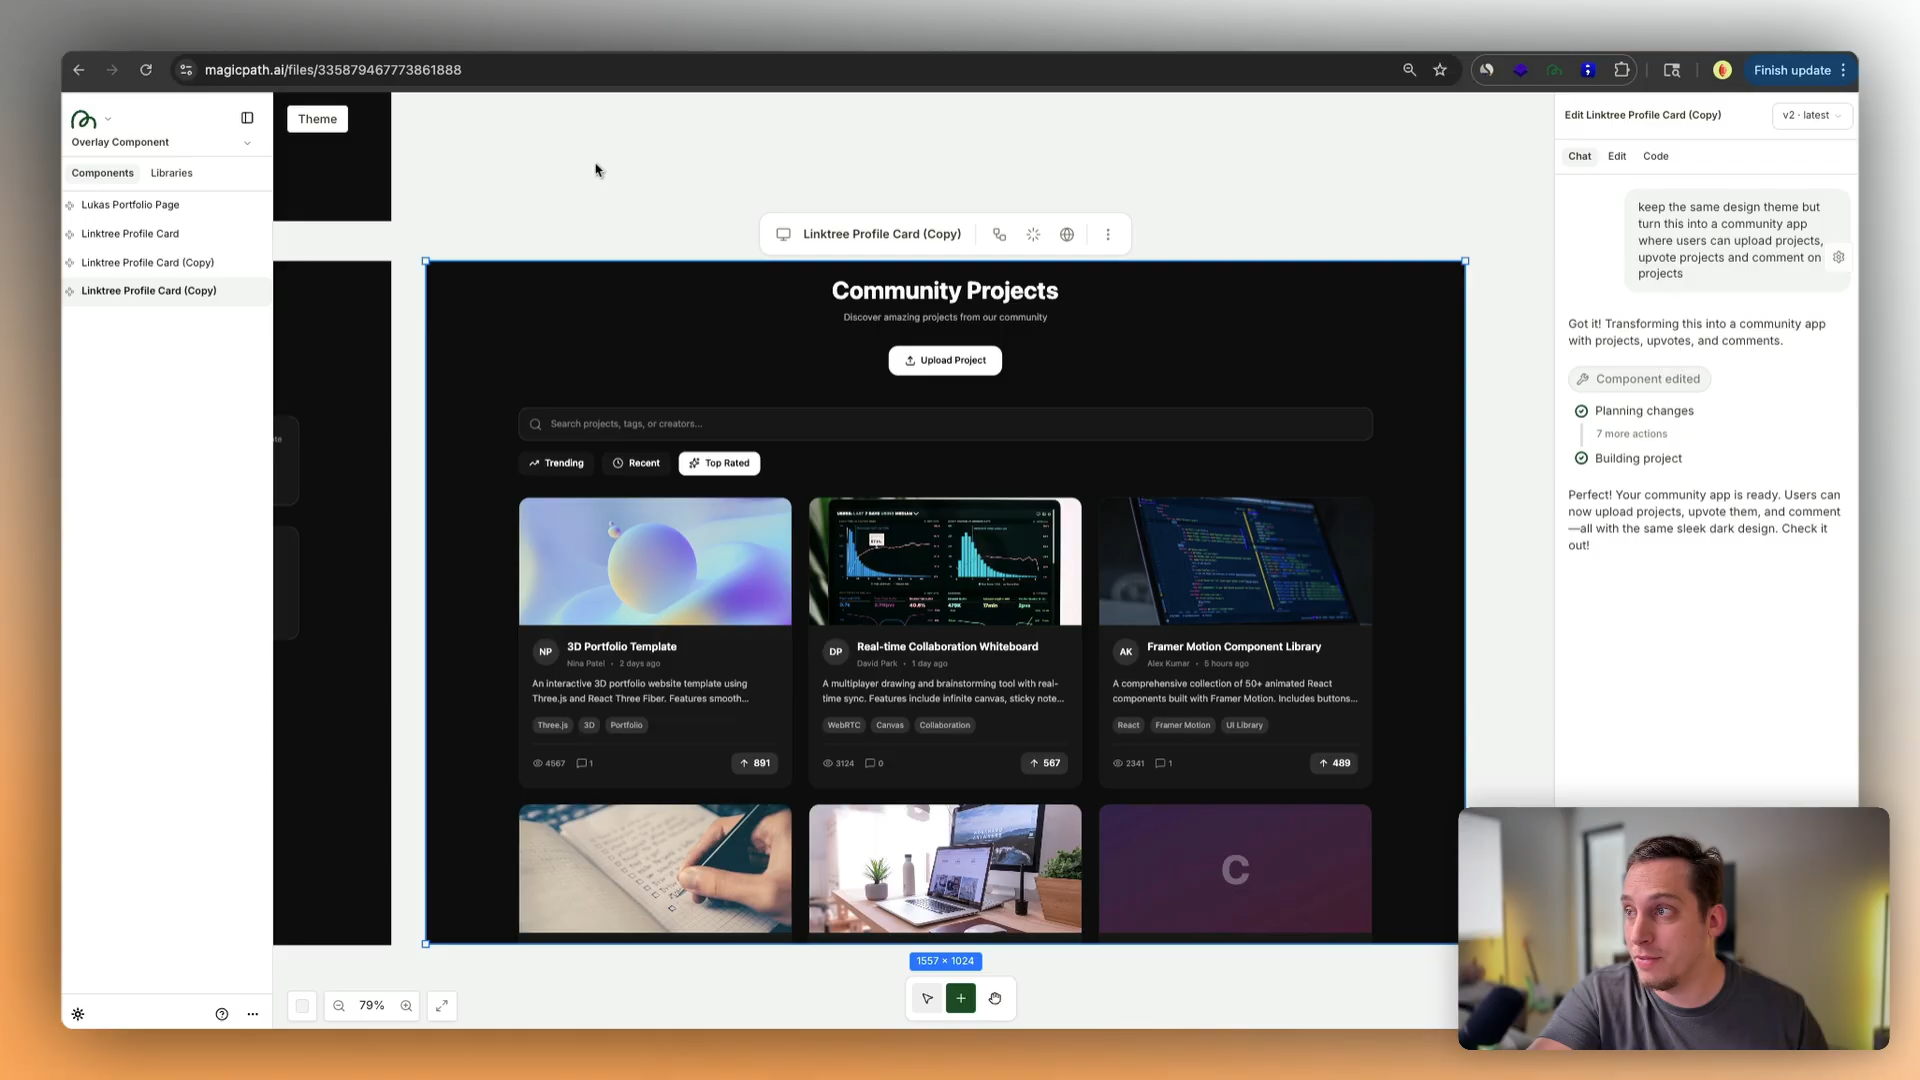 magicpath.ai/files/335879467773861888
Finish update
Overlay Component
Theme
Components
Libraries
Lukas Portfolio Page
Linktree Profile Card
Linktree Profile Card (Copy)
Linktree Profile Card (Copy)
Linktree Profile Card (Copy)
Community Projects
Discover amazing projects from our community
Upload Project
Search projects, tags, or creators...
Trending
Recent
Top Rated
NP
3D Portfolio Template
Nina Patel • 2 days ago
An interactive 3D portfolio website template using
Three.js and React Three Fiber. Features smooth...
Three.js
3D
Portfolio
4567
1
891
DP
Real-time Collaboration Whiteboard
David Park • 1 day ago
A multiplayer drawing and brainstorming tool with real-
time sync. Features include infinite canvas, sticky note...
WebRTC
Canvas
Collaboration
3124
0
567
AK
Framer Motion Component Library
Alex Kumar • 5 hours ago
A comprehensive collection of 50+ animated React
components built with Framer Motion. Includes buttons...
React
Framer Motion
UI Library
2341
1
489
C
1557 × 1024
79%
Edit Linktree Profile Card (Copy)
v2 · latest
Chat
Edit
Code
keep the same design theme but
turn this into a community app
where users can upload projects,
upvote projects and comment on
projects
Got it! Transforming this into a community app
with projects, upvotes, and comments.
Component edited
Planning changes
7 more actions
Building project
Perfect! Your community app is ready. Users can
now upload projects, upvote them, and comment
—all with the same sleek dark design. Check it
out!